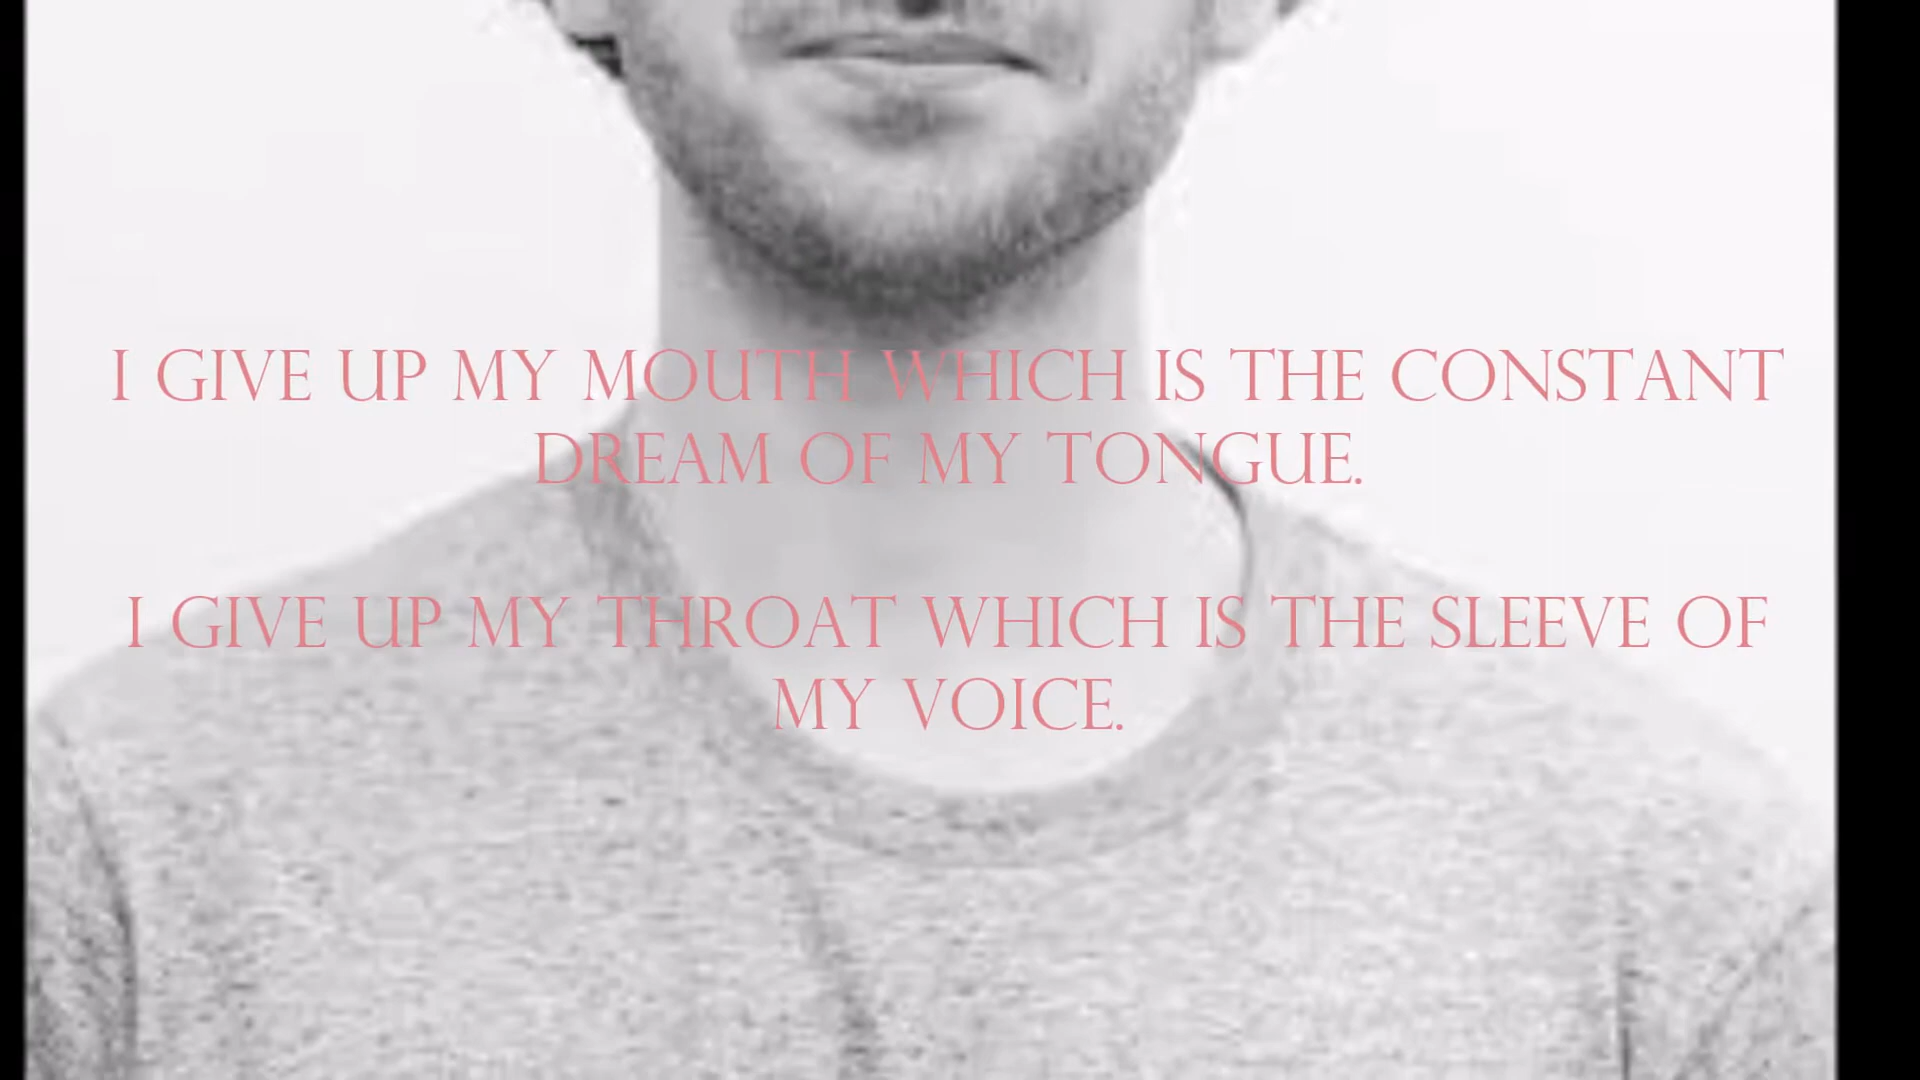 I GIVE UP MY MOUTH WHICH IS THE CONSTANT
DREAM OF MY TONGUE.
I GIVE UP MY THROAT WHICH IS THE SLEEVE OF
MY VOICE.